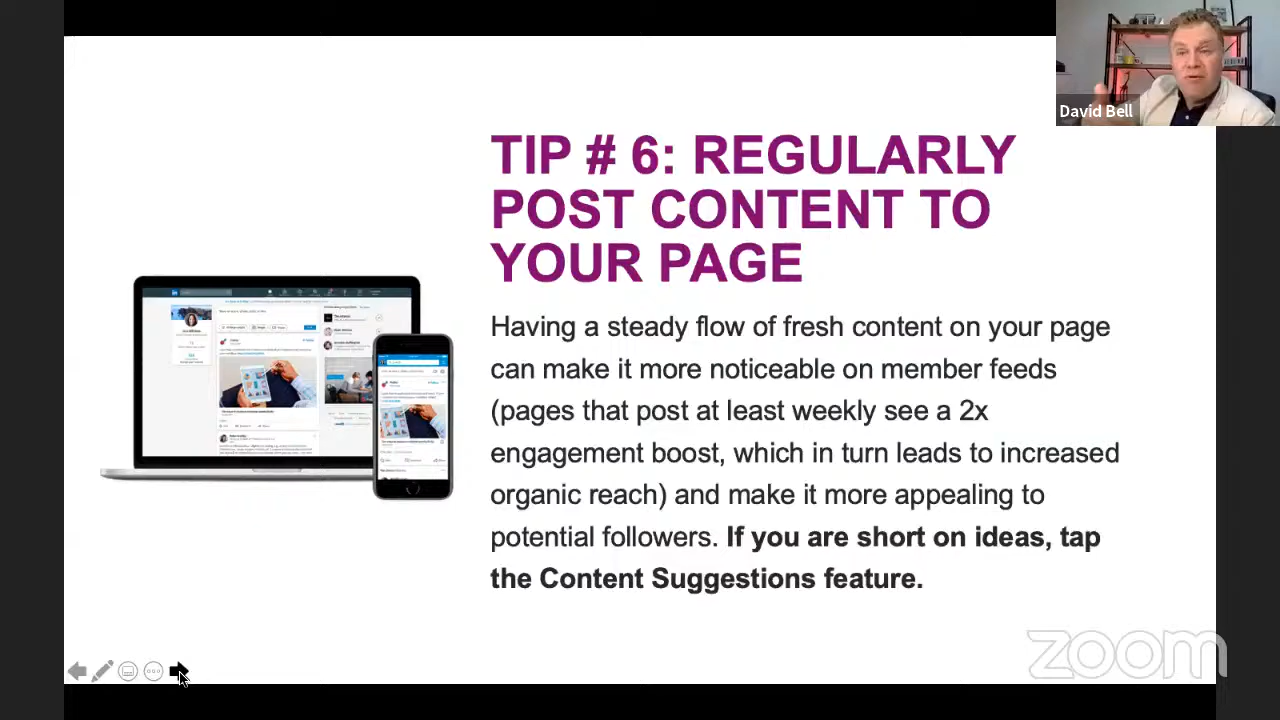 David Bell
TIP # 6: REGULARLY
POST CONTENT TO
YOUR PAGE
Having a steady flow of fresh content on your page
can make it more noticeable on member feeds
(pages that post at least weekly see a 2x
engagement boost, which in turn leads to increased
organic reach) and make it more appealing to
potential followers. If you are short on ideas, tap
the Content Suggestions feature.
zoom